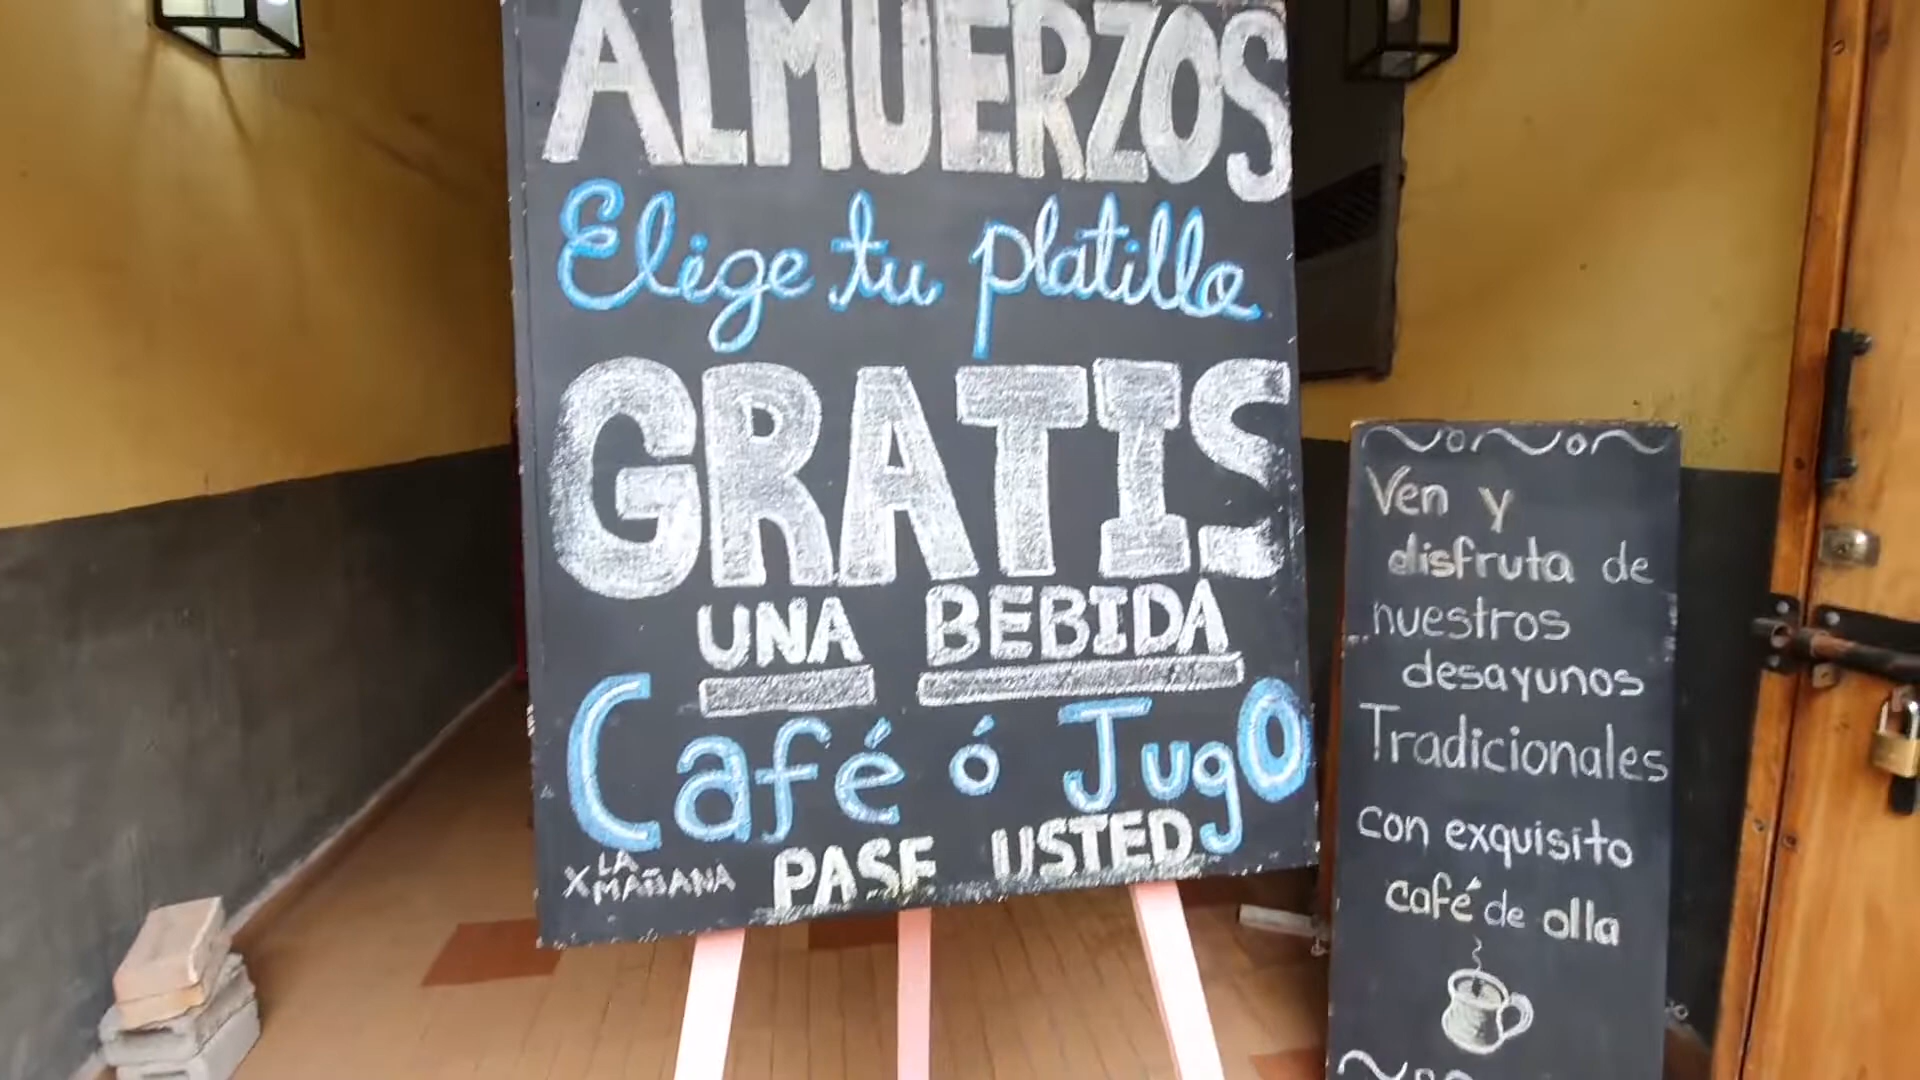 ALMUERZOS
Elige tu platillo
GRATIS
UNA BEBIDA
Café ó Jugo
X LA MAÑANA PASE USTED
Ven y
disfruta de
nuestros
desayunos
Tradicionales
con exquisito
café de olla